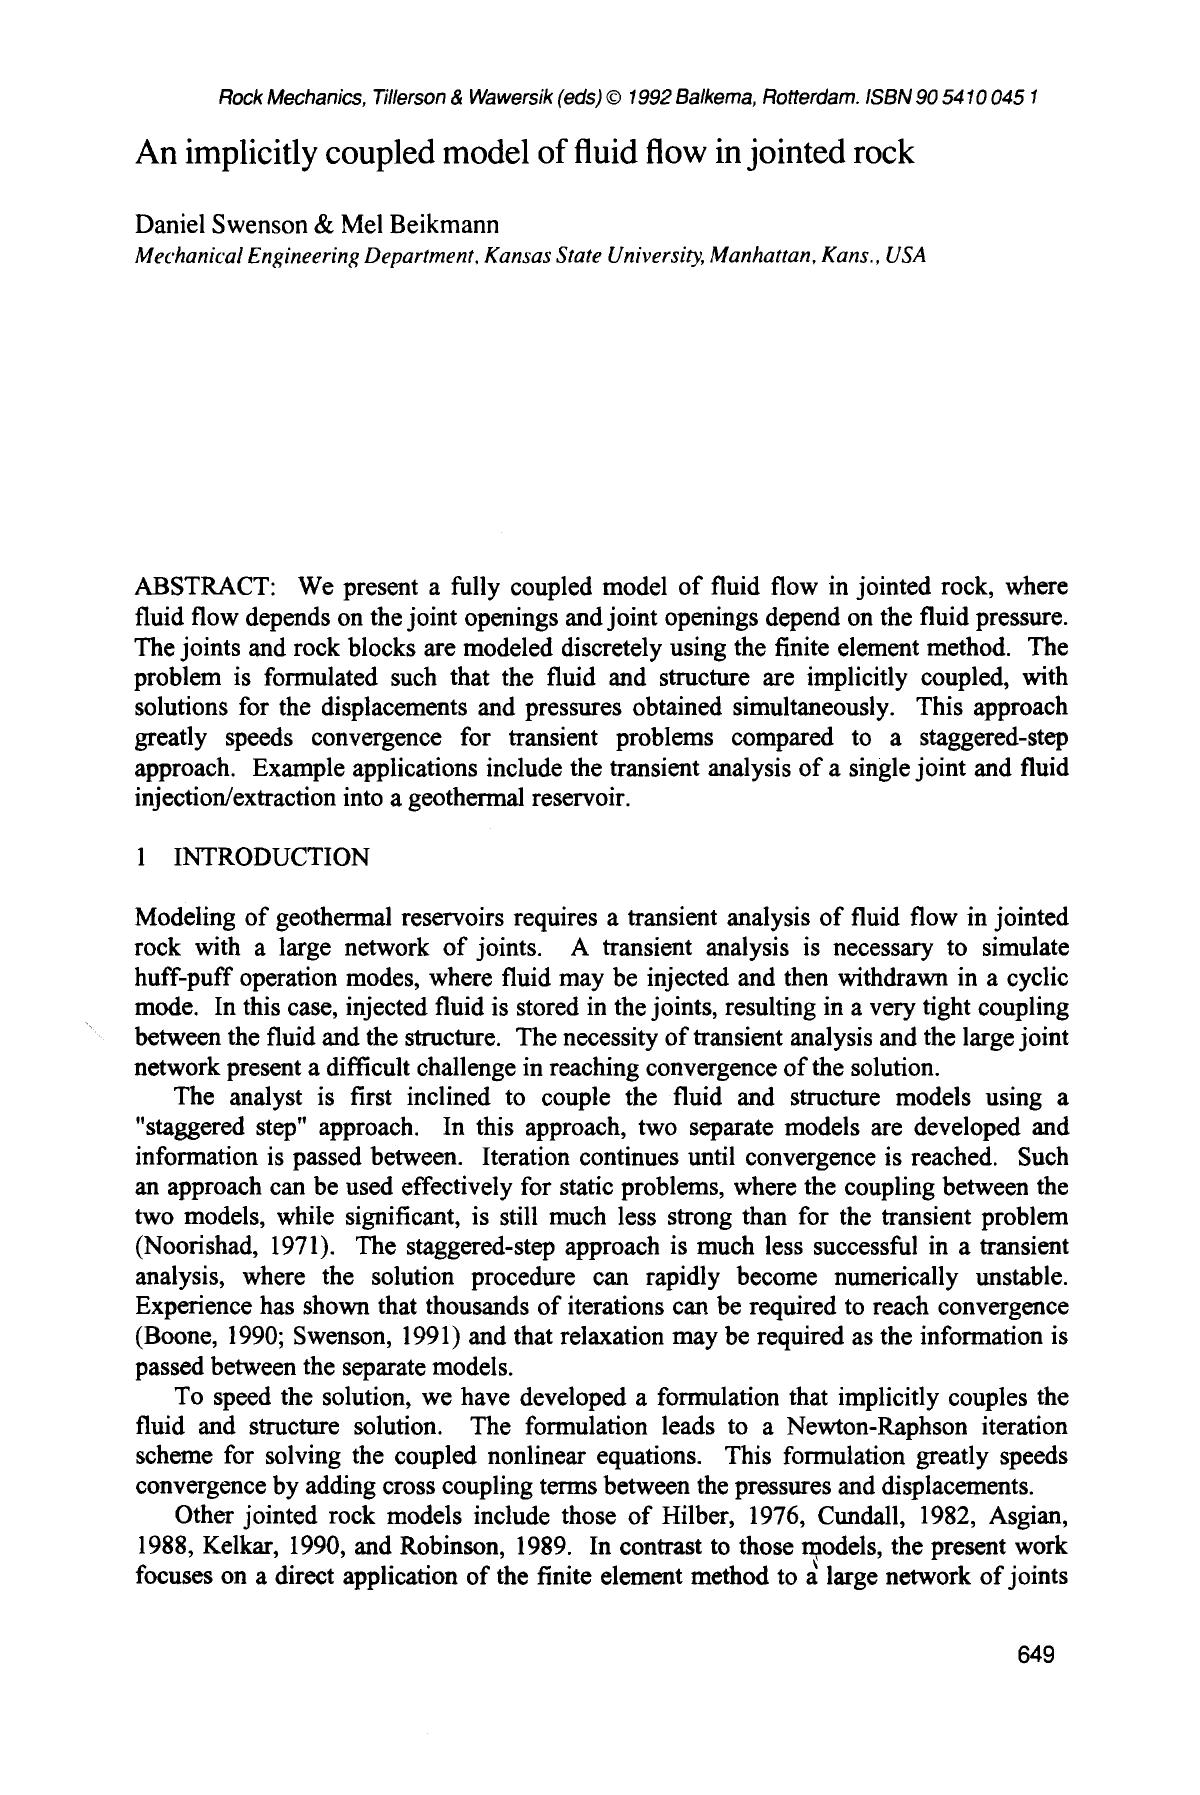 Rock Mechanics, Tillerson & Wawersik (eds) © 1992 Balkema, Rotterdam. ISBN 90 5410 045 1
An implicitly coupled model of fluid flow in jointed rock
Daniel Swenson & Mel Beikmann
Mechanical Engineering Department, Kansas State University, Manhattan, Kans., USA
ABSTRACT: We present a fully coupled model of fluid flow in jointed rock, where
fluid flow depends on the joint openings and joint openings depend on the fluid pressure.
The joints and rock blocks are modeled discretely using the finite element method. The
problem is formulated such that the fluid and structure are implicitly coupled, with
solutions for the displacements and pressures obtained simultaneously. This approach
greatly speeds convergence for transient problems compared to a staggered-step
approach. Example applications include the transient analysis of a single joint and fluid
injection/extraction into a geothermal reservoir.
1 INTRODUCTION
Modeling of geothermal reservoirs requires a transient analysis of fluid flow in jointed
rock with a large network of joints. A transient analysis is necessary to simulate
huff-puff operation modes, where fluid may be injected and then withdrawn in a cyclic
mode. In this case, injected fluid is stored in the joints, resulting in a very tight coupling
between the fluid and the structure. The necessity of transient analysis and the large joint
network present a difficult challenge in reaching convergence of the solution.
The analyst is first inclined to couple the fluid and structure models using a
"staggered step" approach. In this approach, two separate models are developed and
information is passed between. Iteration continues until convergence is reached. Such
an approach can be used effectively for static problems, where the coupling between the
two models, while significant, is still much less strong than for the transient problem
(Noorishad, 1971). The staggered-step approach is much less successful in a transient
analysis, where the solution procedure can rapidly become numerically unstable.
Experience has shown that thousands of iterations can be required to reach convergence
(Boone, 1990; Swenson, 1991) and that relaxation may be required as the information is
passed between the separate models.
To speed the solution, we have developed a formulation that implicitly couples the
fluid and structure solution. The formulation leads to a Newton-Raphson iteration
scheme for solving the coupled nonlinear equations. This formulation greatly speeds
convergence by adding cross coupling terms between the pressures and displacements.
Other jointed rock models include those of Hilber, 1976, Cundall, 1982, Asgian,
1988, Kelkar, 1990, and Robinson, 1989. In contrast to those models, the present work
focuses on a direct application of the finite element method to a large network of joints
649